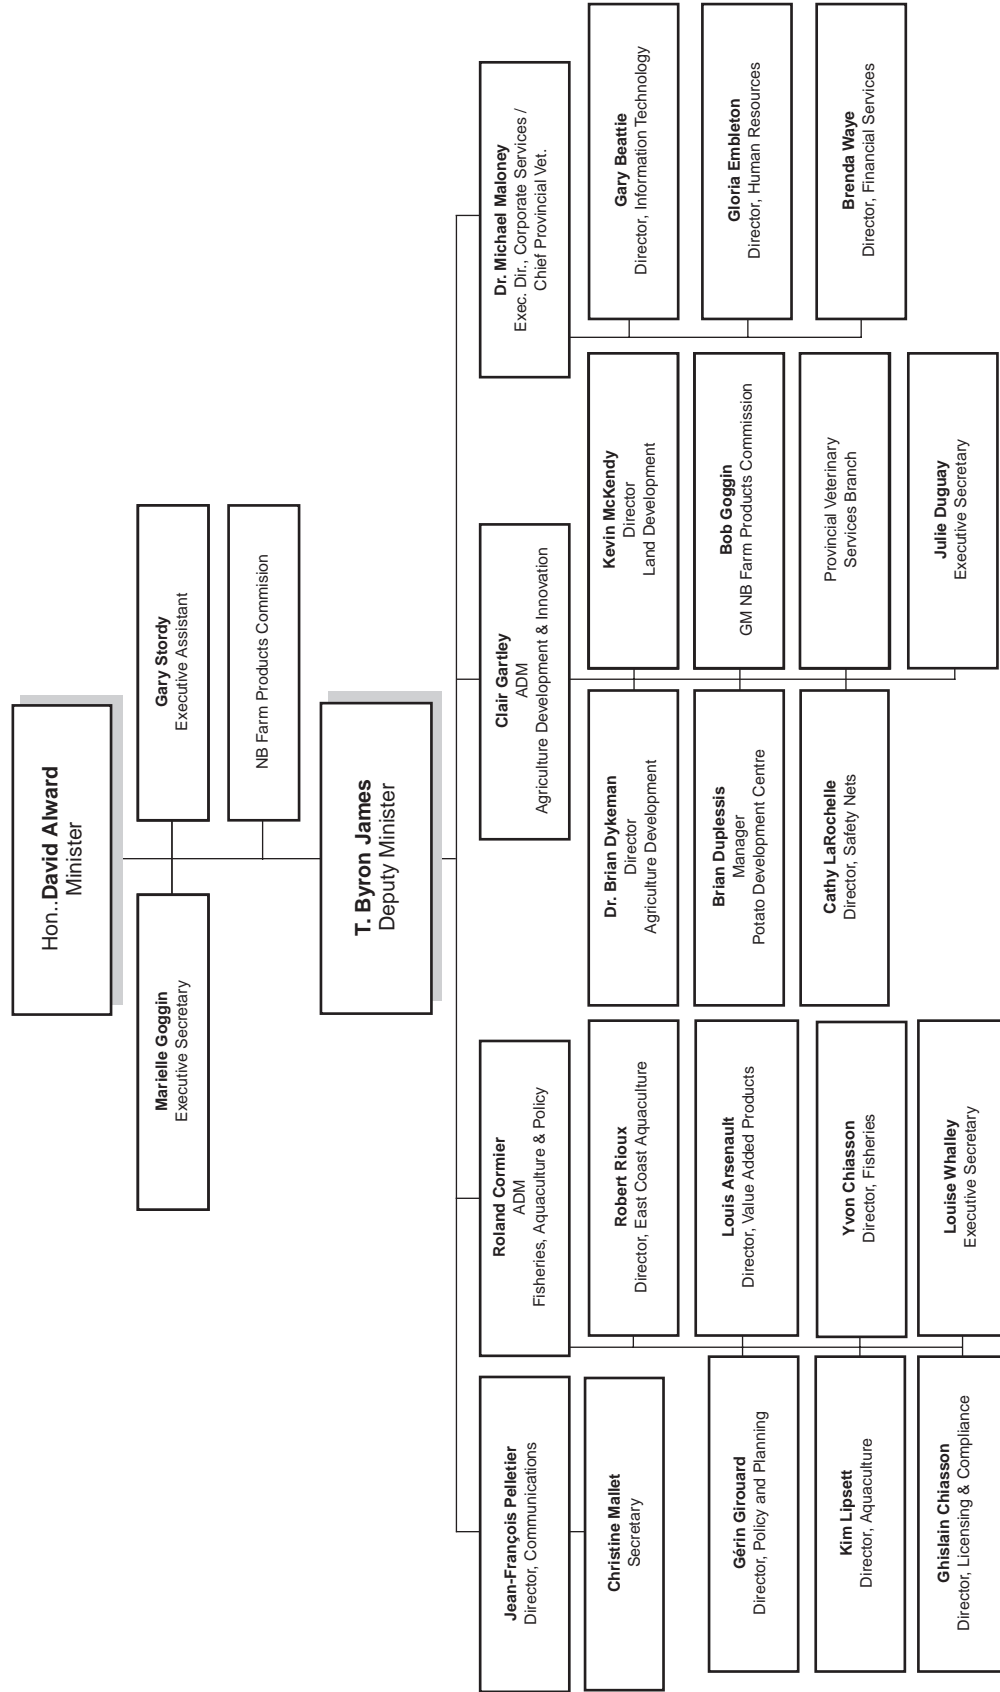 Hon..David Alward
Minister
Marielle Goggin
Executive Secretary
Gary Stordy
Executive Assistant
NB Farm Products Commision
T. Byron James
Deputy Minister
Jean-François Pelletier
Director, Communications
Christine Mallet
Secretary
Roland Cormier
ADM
Fisheries, Aquaculture & Policy
Robert Rioux
Director, East Coast Aquaculture
Gérin Girouard
Director, Policy and Planning
Louis Arsenault
Director, Value Added Products
Kim Lipsett
Director, Aquaculture
Yvon Chiasson
Director, Fisheries
Ghislain Chiasson
Director, Licensing & Compliance
Louise Whalley
Executive Secretary
Clair Gartley
ADM
Agriculture Development & Innovation
Dr. Brian Dykeman
Director
Agriculture Development
Kevin McKendy
Director
Land Development
Brian Duplessis
Manager
Potato Development Centre
Bob Goggin
GM NB Farm Products Commission
Cathy LaRochelle
Director, Safety Nets
Provincial Veterinary
Services Branch
Julie Duguay
Executive Secretary
Dr. Michael Maloney
Exec. Dir., Corporate Services /
Chief Provincial Vet.
Gary Beattie
Director, Information Technology
Gloria Embleton
Director, Human Resources
Brenda Waye
Director, Financial Services